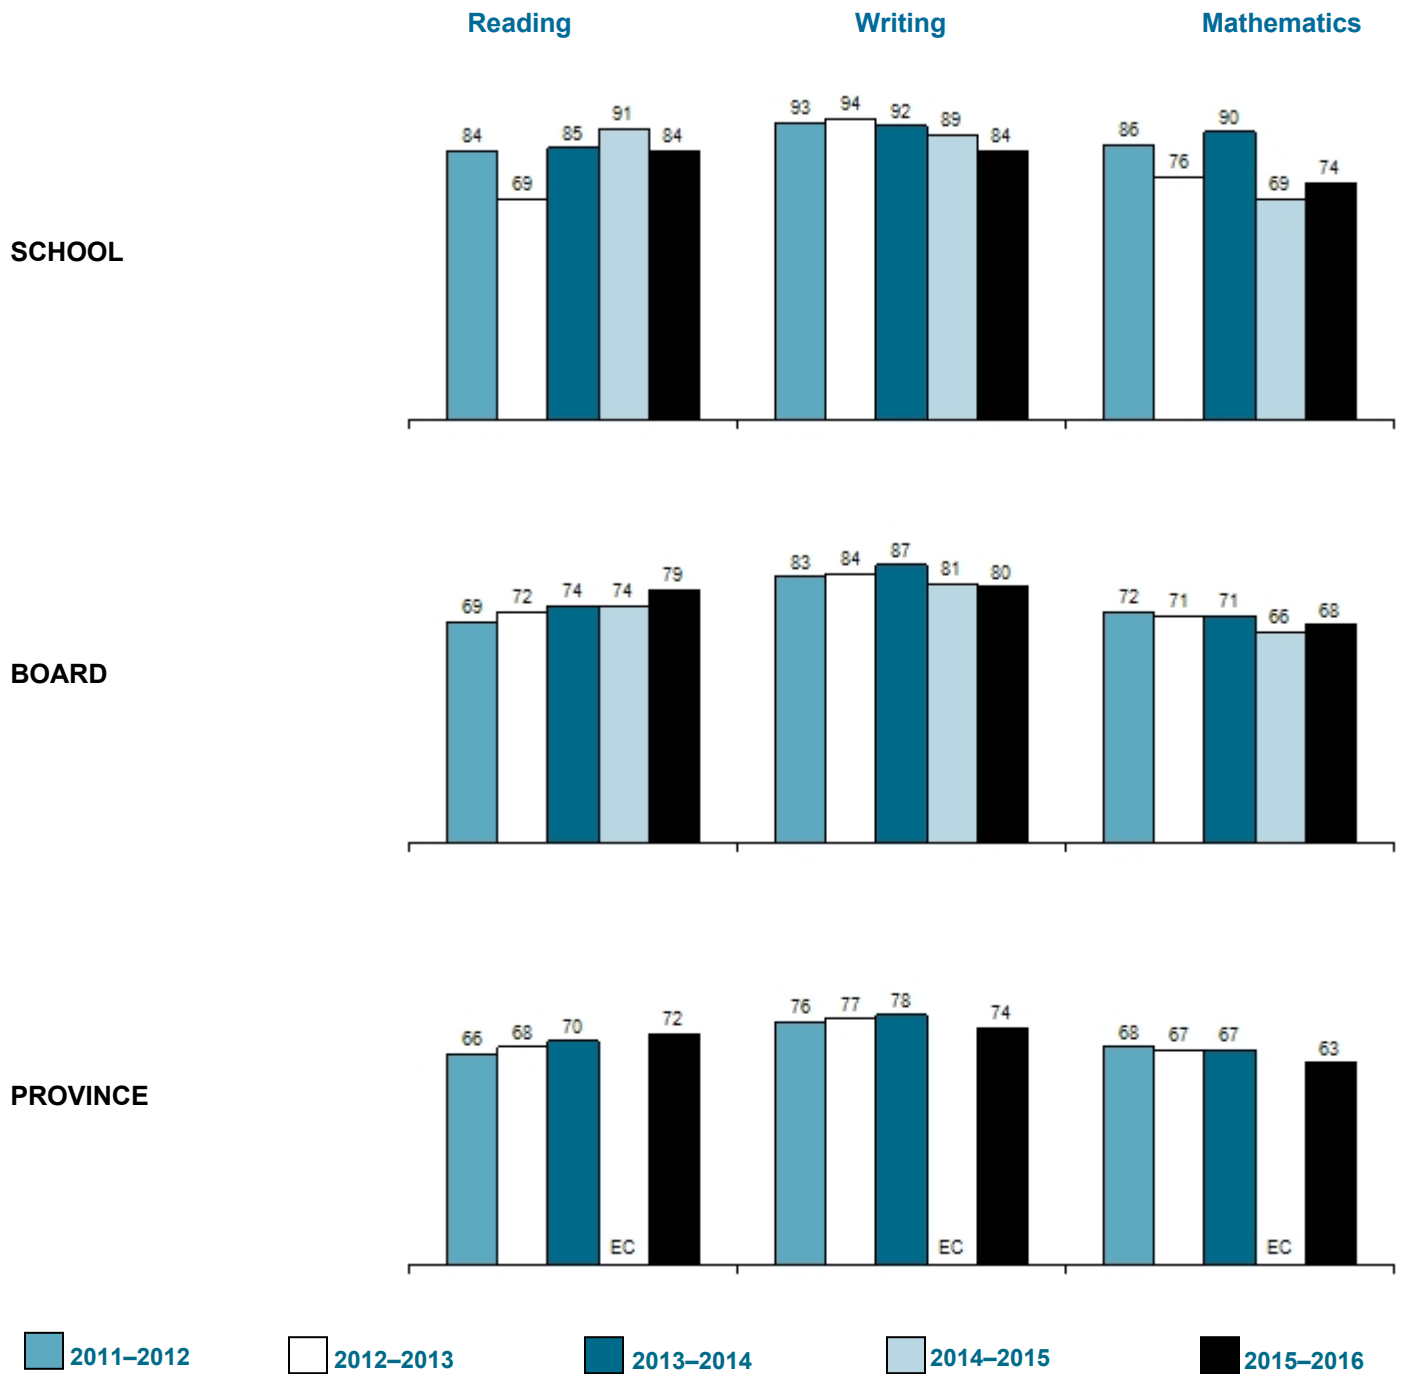 Reading Writing Mathematics
SCHOOL
84 69 85 91 84
93 94 92 89 84
86 76 90 69 74
BOARD
69 72 74 74 79
83 84 87 81 80
72 71 71 66 68
PROVINCE
66 68 70 EC 72
76 77 78 EC 74
68 67 67 EC 63
2011–2012 2012–2013 2013–2014 2014–2015 2015–2016